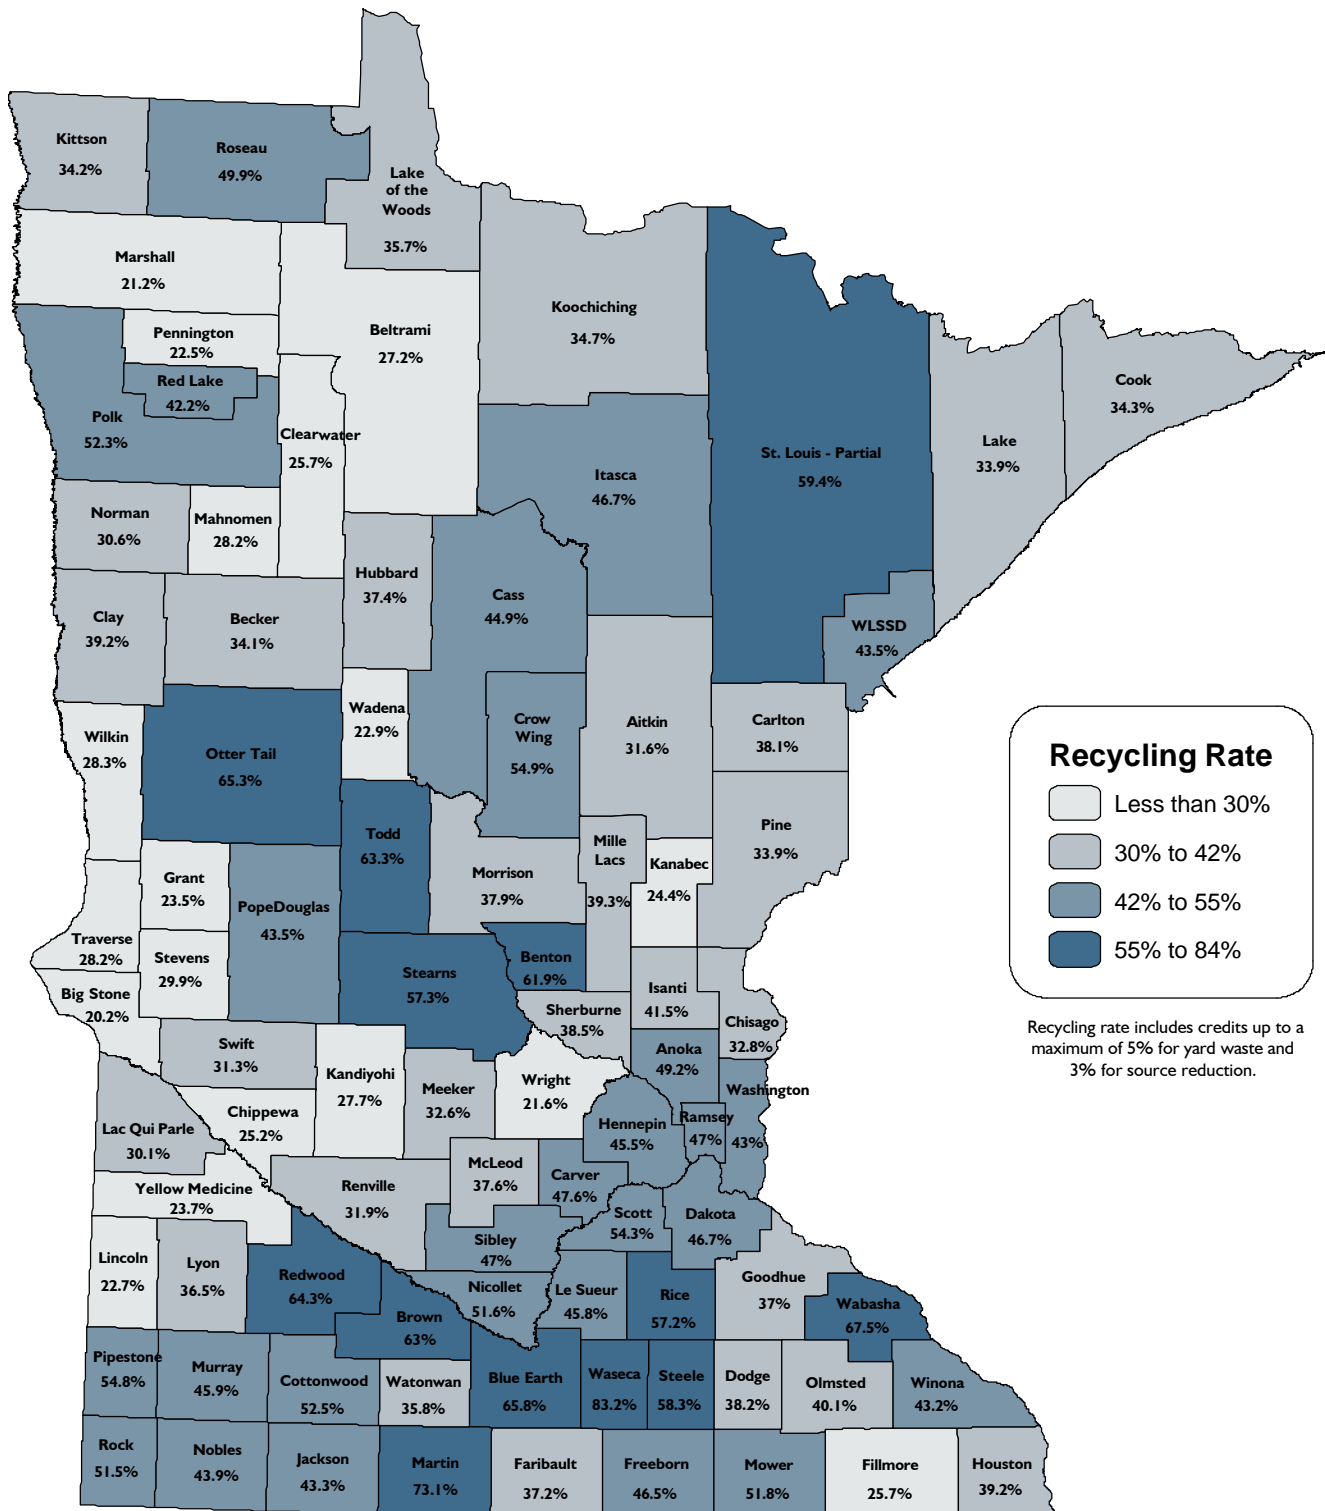 Kittson
34.2%
Roseau
49.9%
Lake
of the
Woods
35.7%
Marshall
21.2%
Koochiching
34.7%
Beltrami
27.2%
Pennington
22.5%
Red Lake
42.2%
Polk
52.3%
Clearwater
25.7%
Cook
34.3%
Lake
33.9%
St. Louis - Partial
59.4%
Itasca
46.7%
Norman
30.6%
Mahnomen
28.2%
Hubbard
37.4%
Cass
44.9%
Clay
39.2%
Becker
34.1%
WLSSD
43.5%
Wadena
22.9%
Crow
Wing
54.9%
Aitkin
31.6%
Carlton
38.1%
Wilkin
28.3%
Otter Tail
65.3%
Todd
63.3%
Morrison
37.9%
Mille
Lacs
39.3%
Kanabec
24.4%
Pine
33.9%
Grant
23.5%
PopeDouglas
43.5%
Traverse
28.2%
Stevens
29.9%
Stearns
57.3%
Benton
61.9%
Big Stone
20.2%
Isanti
41.5%
Sherburne
38.5%
Chisago
32.8%
Swift
31.3%
Anoka
49.2%
Kandiyohi
27.7%
Meeker
32.6%
Wright
21.6%
Washington
43%
Chippewa
25.2%
Hennepin
45.5%
Ramsey
47%
Lac Qui Parle
30.1%
McLeod
37.6%
Carver
47.6%
Yellow Medicine
23.7%
Renville
31.9%
Scott
54.3%
Dakota
46.7%
Sibley
47%
Lincoln
22.7%
Lyon
36.5%
Redwood
64.3%
Nicollet
51.6%
Le Sueur
45.8%
Rice
57.2%
Goodhue
37%
Wabasha
67.5%
Brown
63%
Pipestone
54.8%
Murray
45.9%
Cottonwood
52.5%
Watonwan
35.8%
Blue Earth
65.8%
Waseca
83.2%
Steele
58.3%
Dodge
38.2%
Olmsted
40.1%
Winona
43.2%
Rock
51.5%
Nobles
43.9%
Jackson
43.3%
Martin
73.1%
Faribault
37.2%
Freeborn
46.5%
Mower
51.8%
Fillmore
25.7%
Houston
39.2%
Recycling Rate
Less than 30%
30% to 42%
42% to 55%
55% to 84%
Recycling rate includes credits up to a
maximum of 5% for yard waste and
3% for source reduction.